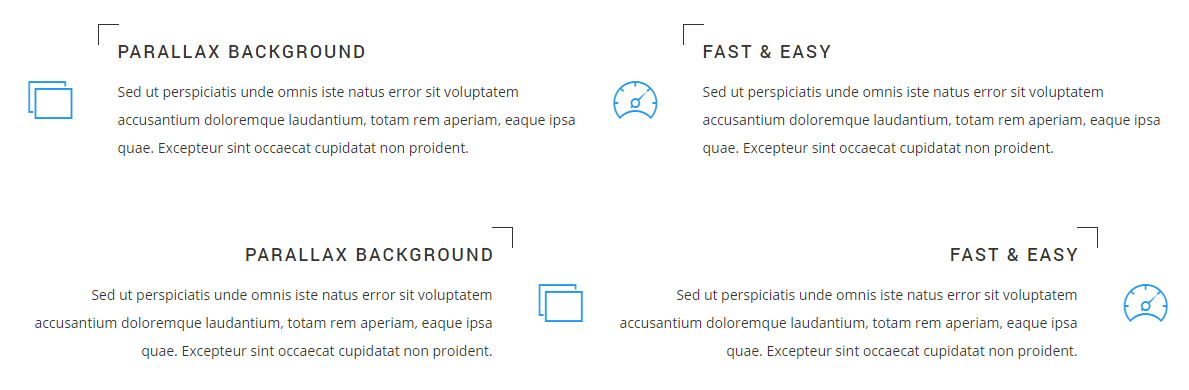 PARALLAX BACKGROUND
Sed ut perspiciatis unde omnis iste natus error sit voluptatem
accusantium doloremque laudantium, totam rem aperiam, eaque ipsa
quae. Excepteur sint occaecat cupidatat non proident.
FAST & EASY
Sed ut perspiciatis unde omnis iste natus error sit voluptatem
accusantium doloremque laudantium, totam rem aperiam, eaque ipsa
quae. Excepteur sint occaecat cupidatat non proident.
PARALLAX BACKGROUND
Sed ut perspiciatis unde omnis iste natus error sit voluptatem
accusantium doloremque laudantium, totam rem aperiam, eaque ipsa
quae. Excepteur sint occaecat cupidatat non proident.
FAST & EASY
Sed ut perspiciatis unde omnis iste natus error sit voluptatem
accusantium doloremque laudantium, totam rem aperiam, eaque ipsa
quae. Excepteur sint occaecat cupidatat non proident.